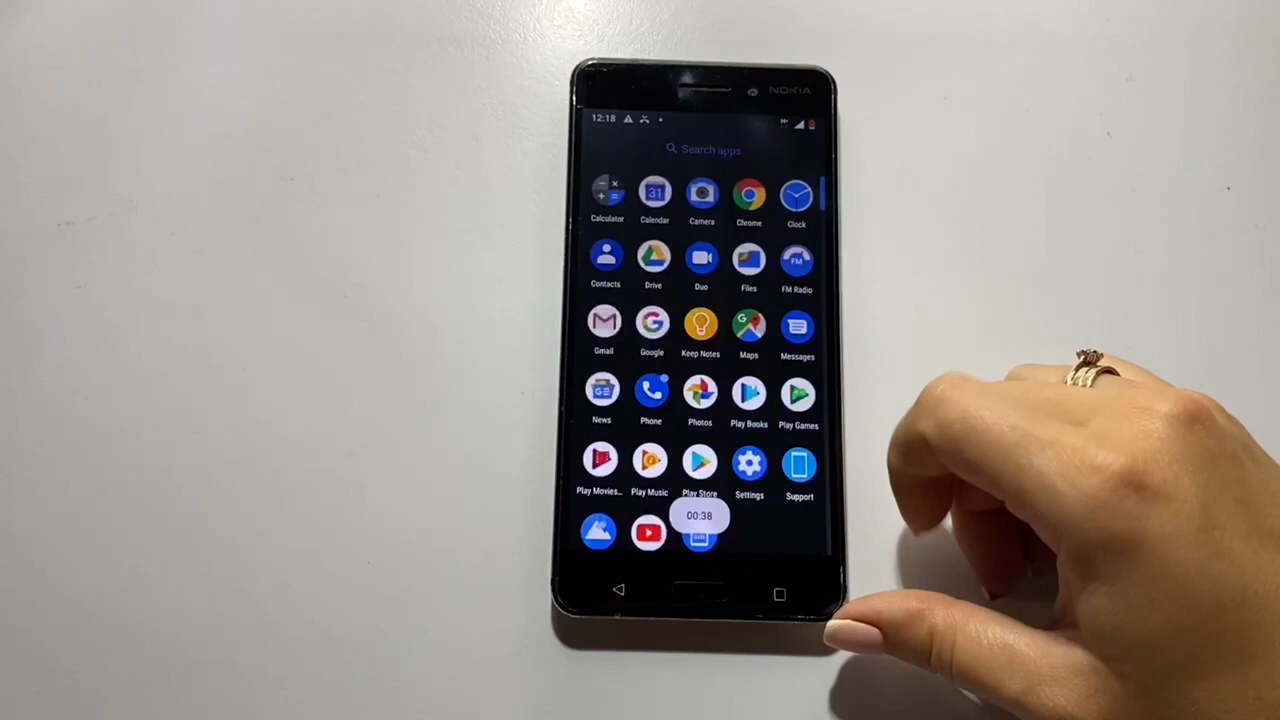 NOKIA
12:18
Search apps
31
Calculator Calendar Camera Chrome Clock
FM
Contacts Drive Duo Files FM Radio
Gmail Google Keep Notes Maps Messages
News Phone Photos Play Books Play Games
Play Movies... Play Music Play Store Settings Support
00:38